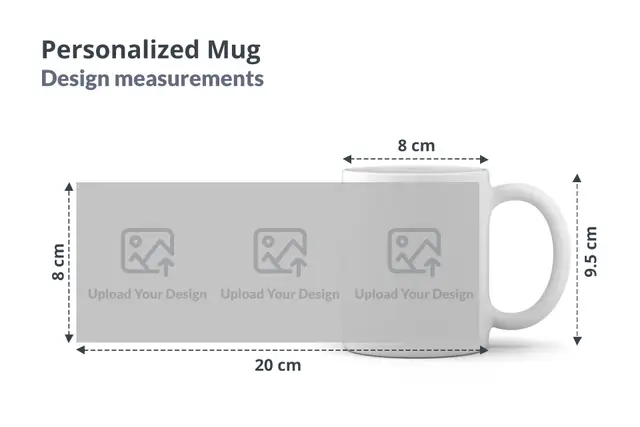 Personalized Mug
Design measurements
8 cm
8 cm
Upload Your Design
Upload Your Design
Upload Your Design
9.5 cm
20 cm